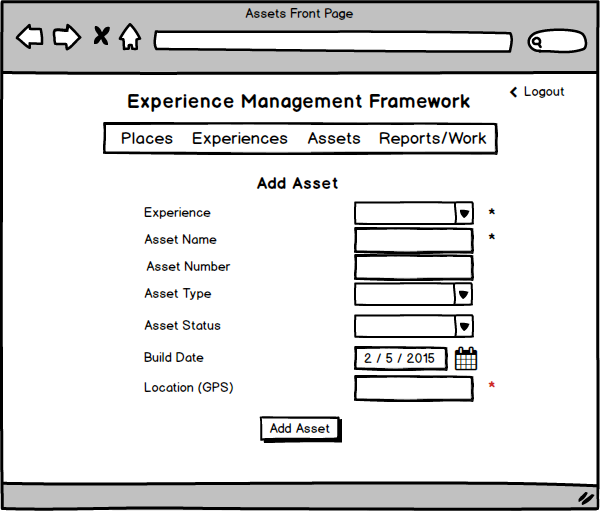 Assets Front Page
Logout
Experience Management Framework
Places Experiences Assets Reports/Work
Add Asset
Experience *
Asset Name *
Asset Number
Asset Type
Asset Status
Build Date 2 / 5 / 2015
Location (GPS) *
Add Asset